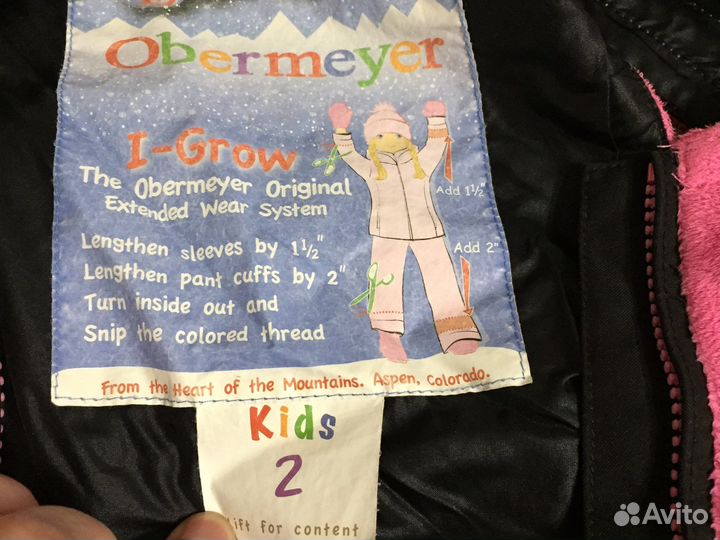 Obermeyer
I-Grow
The Obermeyer Original
Extended Wear System
Add 1½"
Lengthen sleeves by 1½"
Lengthen pant cuffs by 2"
Add 2"
Turn inside out and
Snip the colored thread
From the Heart of the Mountains. Aspen, Colorado.
Kids
2
Lift for content
Avito